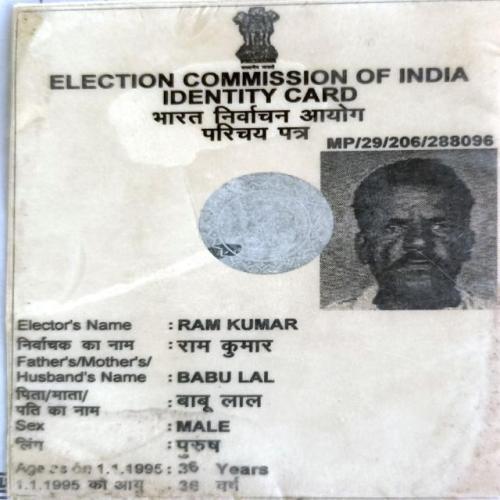 ELECTION COMMISSION OF INDIA
IDENTITY CARD
भारत निर्वाचन आयोग
परिचय पत्र
MP/29/206/288096
Elector's Name : RAM KUMAR
निर्वाचक का नाम : राम कुमार
Father's/Mother's/
Husband's Name : BABU LAL
पिता/माता/
पति का नाम : बाबू लाल
Sex : MALE
लिंग : पुरुष
Age as on 1.1.1995 : 36 Years
1.1.1995 को आयु 36 वर्ष